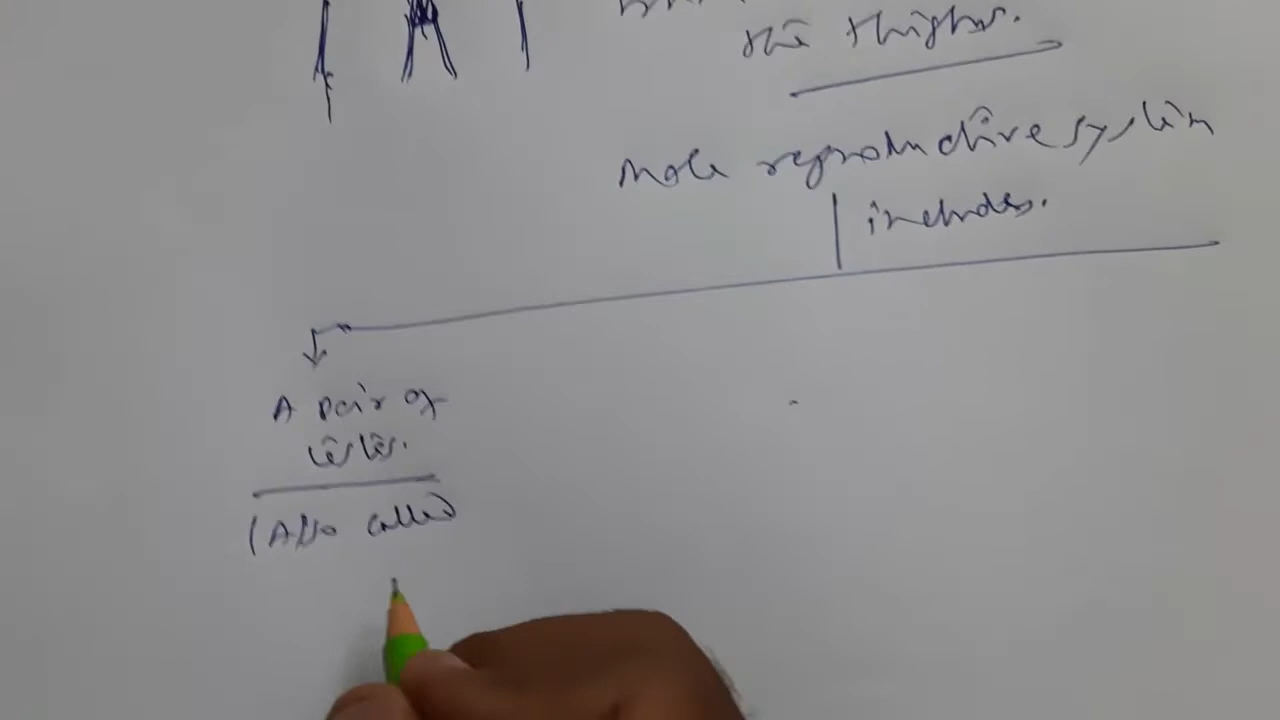 the thighs.
male reproductive system
includes.
A pair of
testes.
(Also called